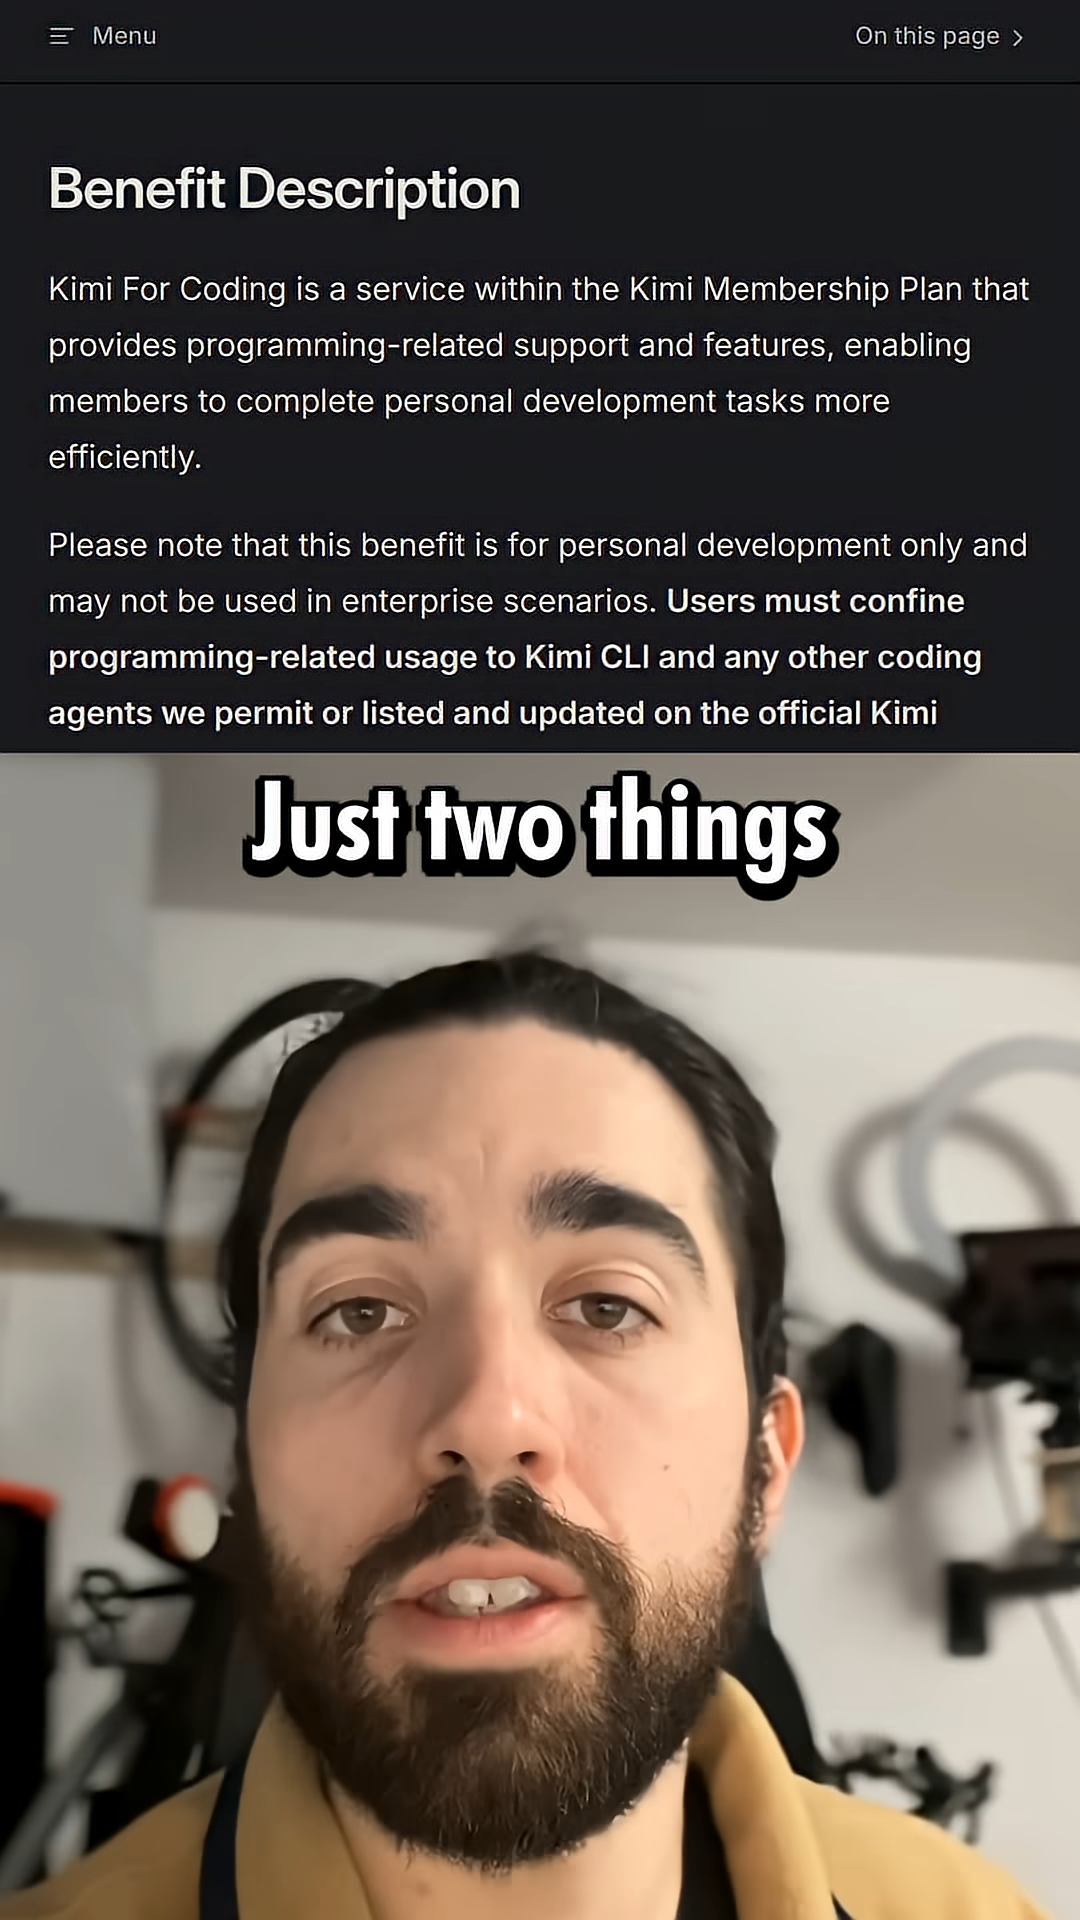 Menu
On this page
Benefit Description
Kimi For Coding is a service within the Kimi Membership Plan that
provides programming-related support and features, enabling
members to complete personal development tasks more
efficiently.
Please note that this benefit is for personal development only and
may not be used in enterprise scenarios. Users must confine
programming-related usage to Kimi CLI and any other coding
agents we permit or listed and updated on the official Kimi
Just two things